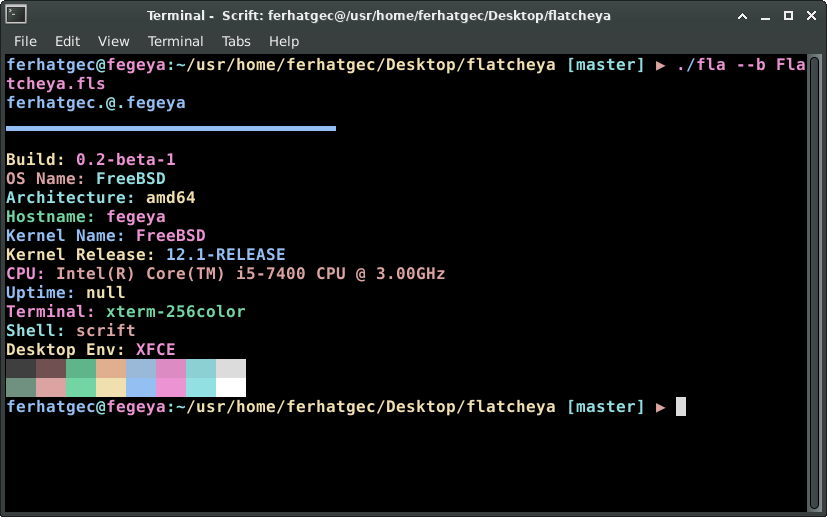 Terminal - Scrift: ferhatgec@/usr/home/ferhatgec/Desktop/flatcheya
File Edit View Terminal Tabs Help
ferhatgec@fegeya:~/usr/home/ferhatgec/Desktop/flatcheya [master] ▶ ./fla --b Fla
tcheya.fls
ferhatgec.@.fegeya
Build: 0.2-beta-1
OS Name: FreeBSD
Architecture: amd64
Hostname: fegeya
Kernel Name: FreeBSD
Kernel Release: 12.1-RELEASE
CPU: Intel(R) Core(TM) i5-7400 CPU @ 3.00GHz
Uptime: null
Terminal: xterm-256color
Shell: scrift
Desktop Env: XFCE
ferhatgec@fegeya:~/usr/home/ferhatgec/Desktop/flatcheya [master] ▶